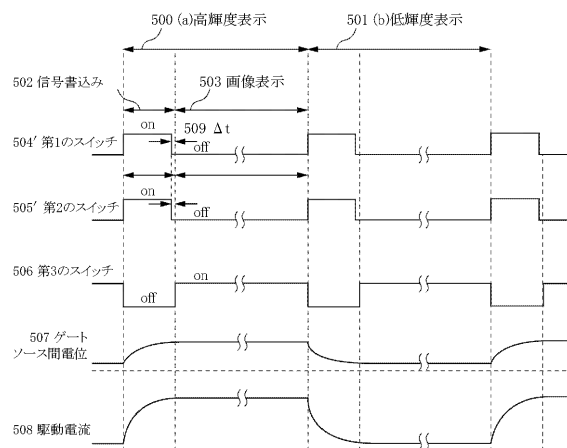 500 (a)高輝度表示
501 (b)低輝度表示
502 信号書込み
503 画像表示
on
509 Δt
504′ 第1のスイッチ
off
on
505′ 第2のスイッチ
off
506 第3のスイッチ
on
off
507 ゲート
ソース間電位
508 駆動電流